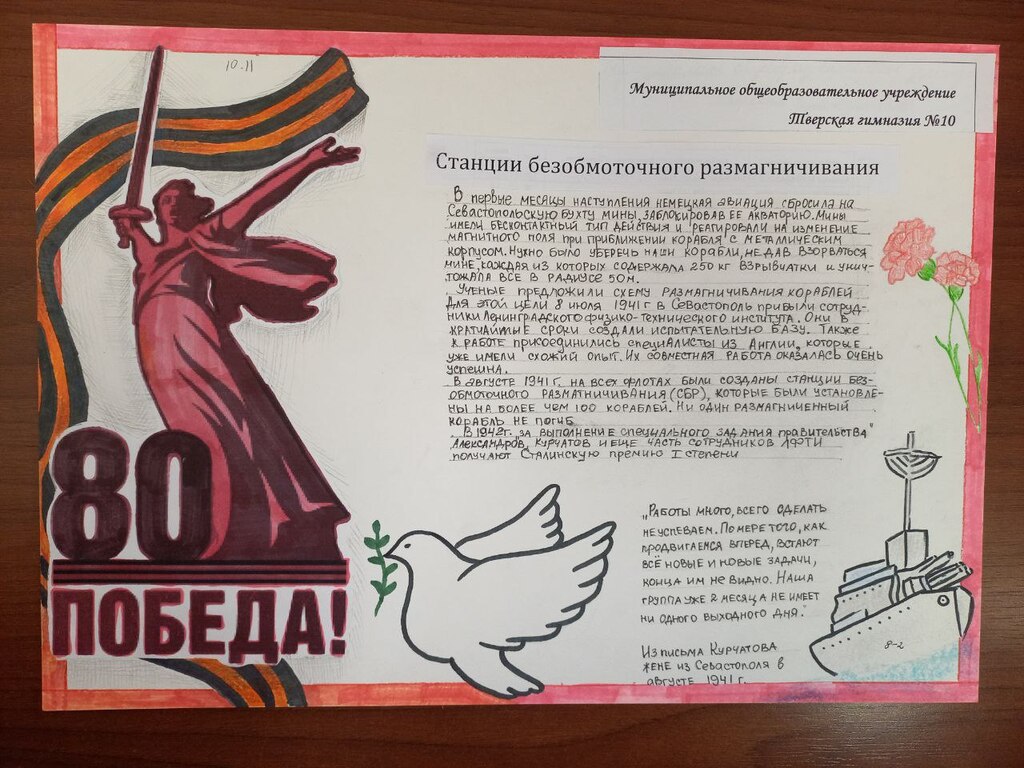 10.11
Муниципальное общеобразовательное учреждение
Тверская гимназия №10
Станции безобмоточного размагничивания
В первые месяцы наступления немецкая авиация сбросила на
Севастопольскую бухту мины, заблокировав ее акваторию. Мины
имели бесконтактный тип действия и реагировали на изменение
магнитного поля при приближении корабля с металлическим
корпусом. Нужно было уберечь наши корабли, не дав взорваться
мине, каждая из которых содержала 250 кг взрывчатки и унич-
тожала все в радиусе 50м.
Ученые предложили схему размагничивания кораблей
Для этой цели 8 июля 1941 г в Севастополь прибыли сотруд-
ники Ленинградского физико-технического института. Они в
кратчайшие сроки создали испытательную базу. Также
к работе присоединились специалисты из Англии, которые
уже имели схожий опыт. Их совместная работа оказалась очень
успешна.
В августе 1941 г. на всех флотах были созданы станции без-
обмоточного размагничивания (СБР), которые были установле-
ны на более чем 100 кораблей. Ни один размагниченный
корабль не погиб.
В 1942г. за выполнение специального задания правительства"
Александров, Курчатов и еще часть сотрудников ЛФТИ
получают Сталинскую премию I степени
80
ПОБЕДА!
„Работы много, всего сделать
не успеваем. По мере того, как
продвигаемся вперед, встают
всё новые и новые задачи,
конца им не видно. Наша
группа уже 2 месяца не имеет
ни одного выходного дня."
Из письма Курчатова
жене из Севастополя в
августе 1941 г.
8-2